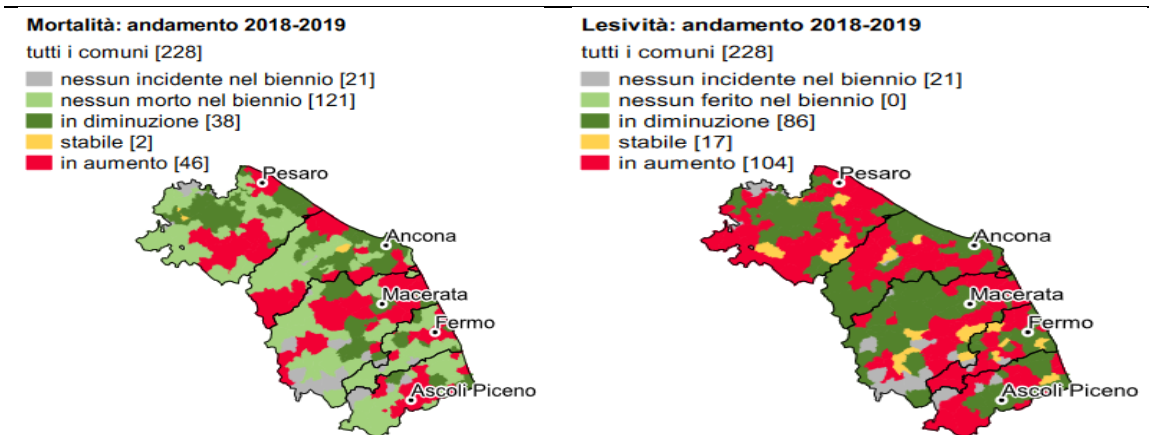 Mortalità: andamento 2018-2019
tutti i comuni [228]
nessun incidente nel biennio [21]
nessun morto nel biennio [121]
in diminuzione [38]
stabile [2]
in aumento [46]
Pesaro
Ancona
Macerata
Fermo
Ascoli Piceno
Lesività: andamento 2018-2019
tutti i comuni [228]
nessun incidente nel biennio [21]
nessun ferito nel biennio [0]
in diminuzione [86]
stabile [17]
in aumento [104]
Pesaro
Ancona
Macerata
Fermo
Ascoli Piceno